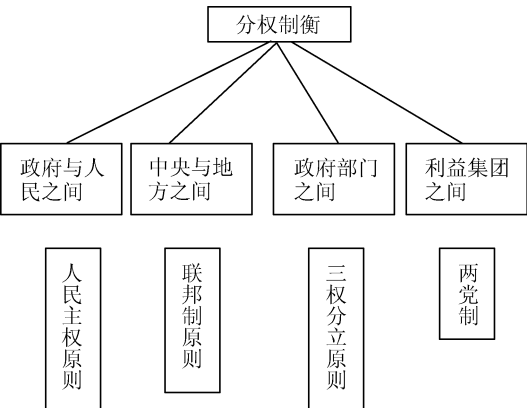 分权制衡
政府与人
民之间
中央与地
方之间
政府部门
之间
利益集团
之间
人民主权原则
联邦制原则
三权分立原则
两党制